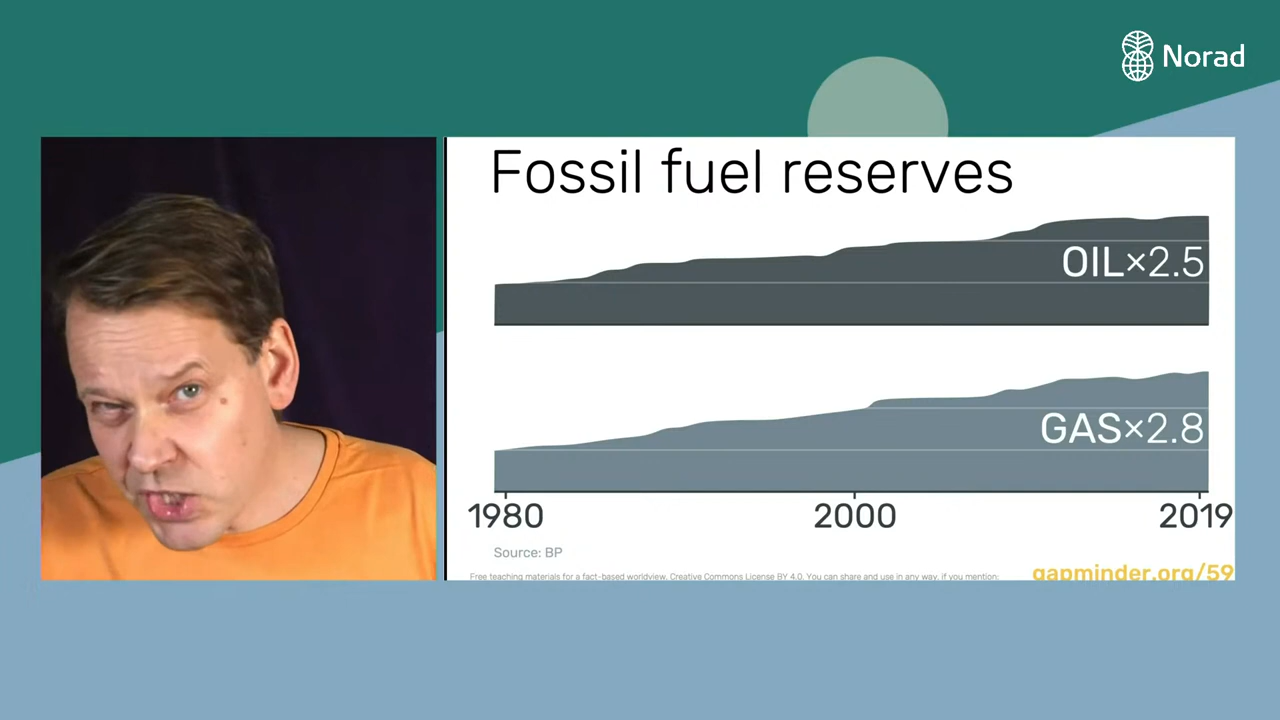 Norad
Fossil fuel reserves
OIL×2.5
GAS×2.8
1980 2000 2019
Source: BP
Free teaching materials for a fact-based worldview. Creative Commons License BY 4.0. You can share and use in any way, if you mention:
gapminder.org/59